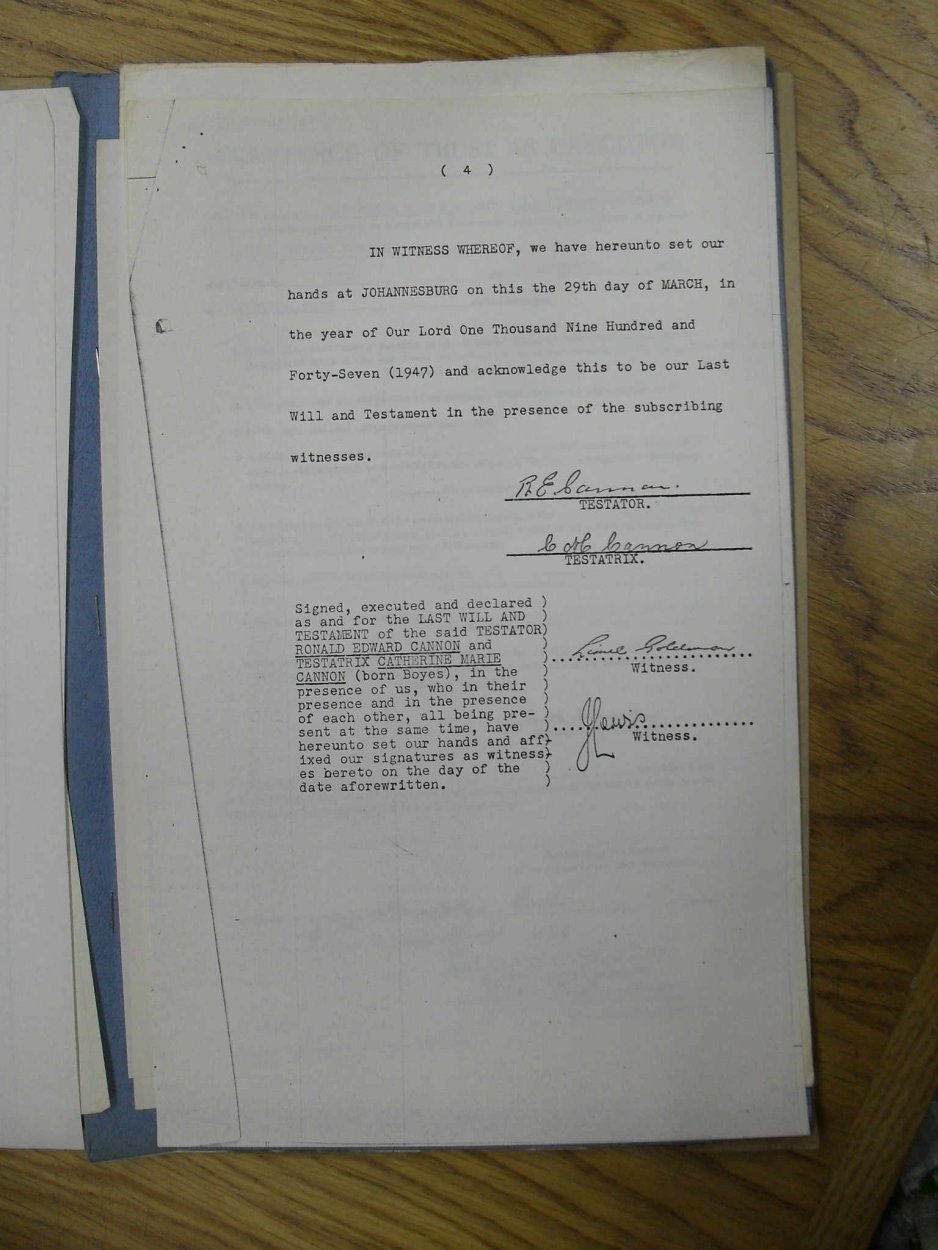 ( 4 )
IN WITNESS WHEREOF, we have hereunto set our
hands at JOHANNESBURG on this the 29th day of MARCH, in
the year of Our Lord One Thousand Nine Hundred and
Forty-Seven (1947) and acknowledge this to be our Last
Will and Testament in the presence of the subscribing
witnesses.
R E Cannon.
TESTATOR.
C M Cannon
TESTATRIX.
Signed, executed and declared )
as and for the LAST WILL AND )
TESTAMENT of the said TESTATOR)
RONALD EDWARD CANNON and )
TESTATRIX CATHERINE MARIE )
CANNON (born Boyes), in the )
presence of us, who in their )
presence and in the presence )
of each other, all being pre- )
sent at the same time, have )
hereunto set our hands and aff)
ixed our signatures as witness)
es bereto on the day of the )
date aforewritten. )
Lionel
Witness.
Witness.